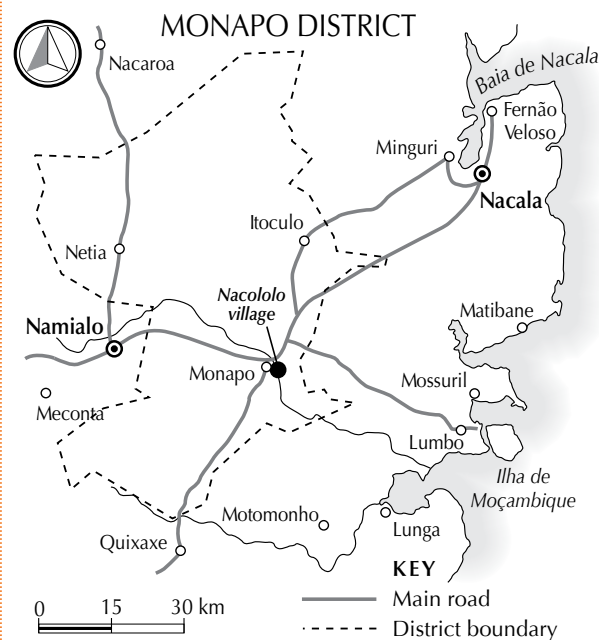 MONAPO DISTRICT
Nacaroa
Baia de Nacala
Fernão
Veloso
Minguri
Nacala
Itoculo
Netia
Nacololo
village
Matibane
Namialo
Monapo
Mossuril
Meconta
Lumbo
Ilha de
Moçambique
Motomonho
Lunga
Quixaxe
KEY
Main road
District boundary
0 15 30 km